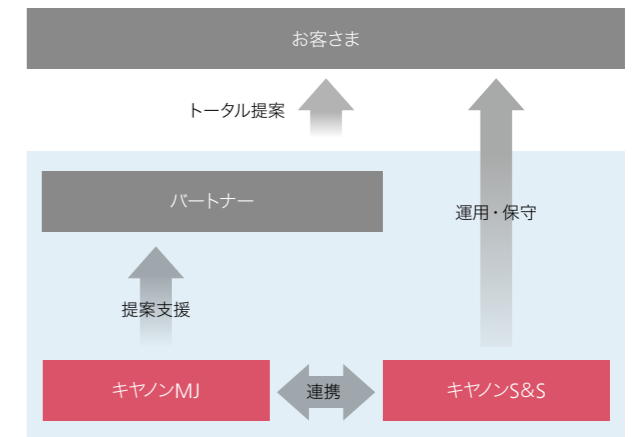 お客さま
トータル提案
パートナー
運用・保守
提案支援
キヤノンMJ
連携
キヤノンS&S